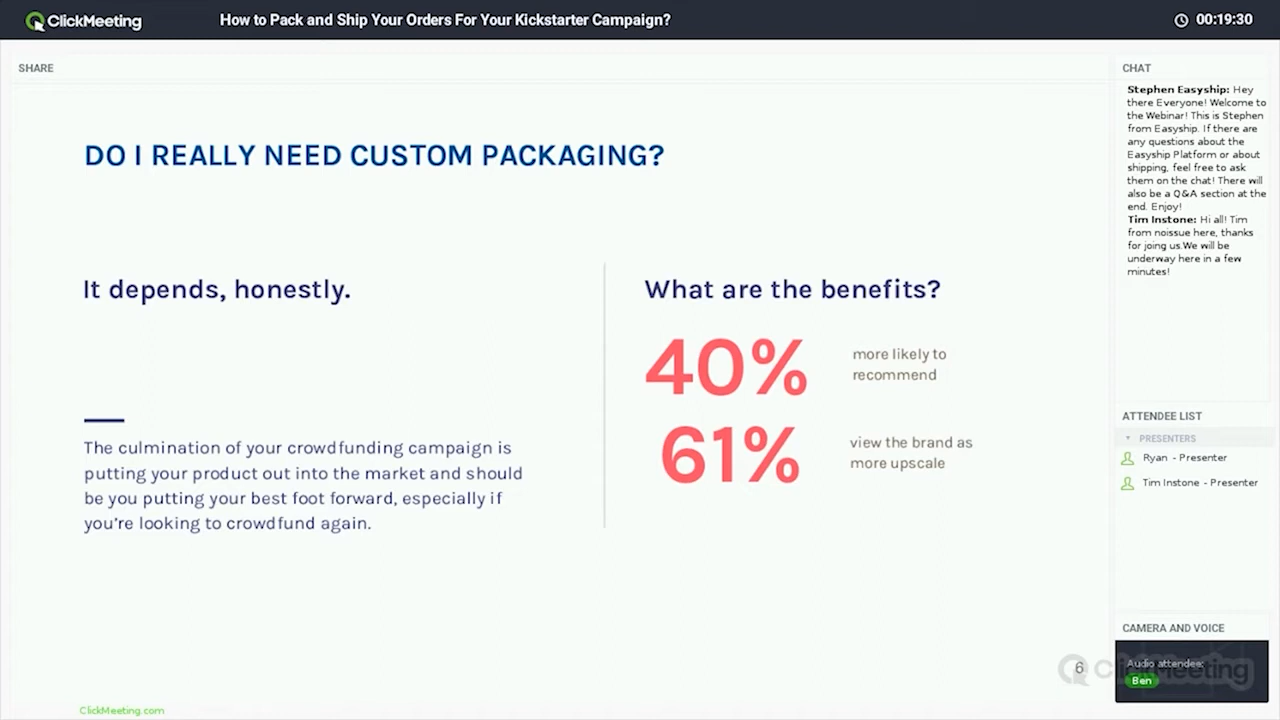 ClickMeeting
How to Pack and Ship Your Orders For Your Kickstarter Campaign?
00:19:30
SHARE
DO I REALLY NEED CUSTOM PACKAGING?
It depends, honestly.
The culmination of your crowdfunding campaign is
putting your product out into the market and should
be you putting your best foot forward, especially if
you're looking to crowdfund again.
What are the benefits?
40%
more likely to
recommend
61%
view the brand as
more upscale
6
ClickMeeting.com
CHAT
Stephen Easyship: Hey
there Everyone! Welcome to
the Webinar! This is Stephen
from Easyship. If there are
any questions about the
Easyship Platform or about
shipping, feel free to ask
them on the chat! There will
also be a Q&A section at the
end. Enjoy!
Tim Instone: Hi all! Tim
from noissue here, thanks
for joing us.We will be
underway here in a few
minutes!
ATTENDEE LIST
PRESENTERS
Ryan - Presenter
Tim Instone - Presenter
CAMERA AND VOICE
Audio attendee:
Ben
ClickMeeting